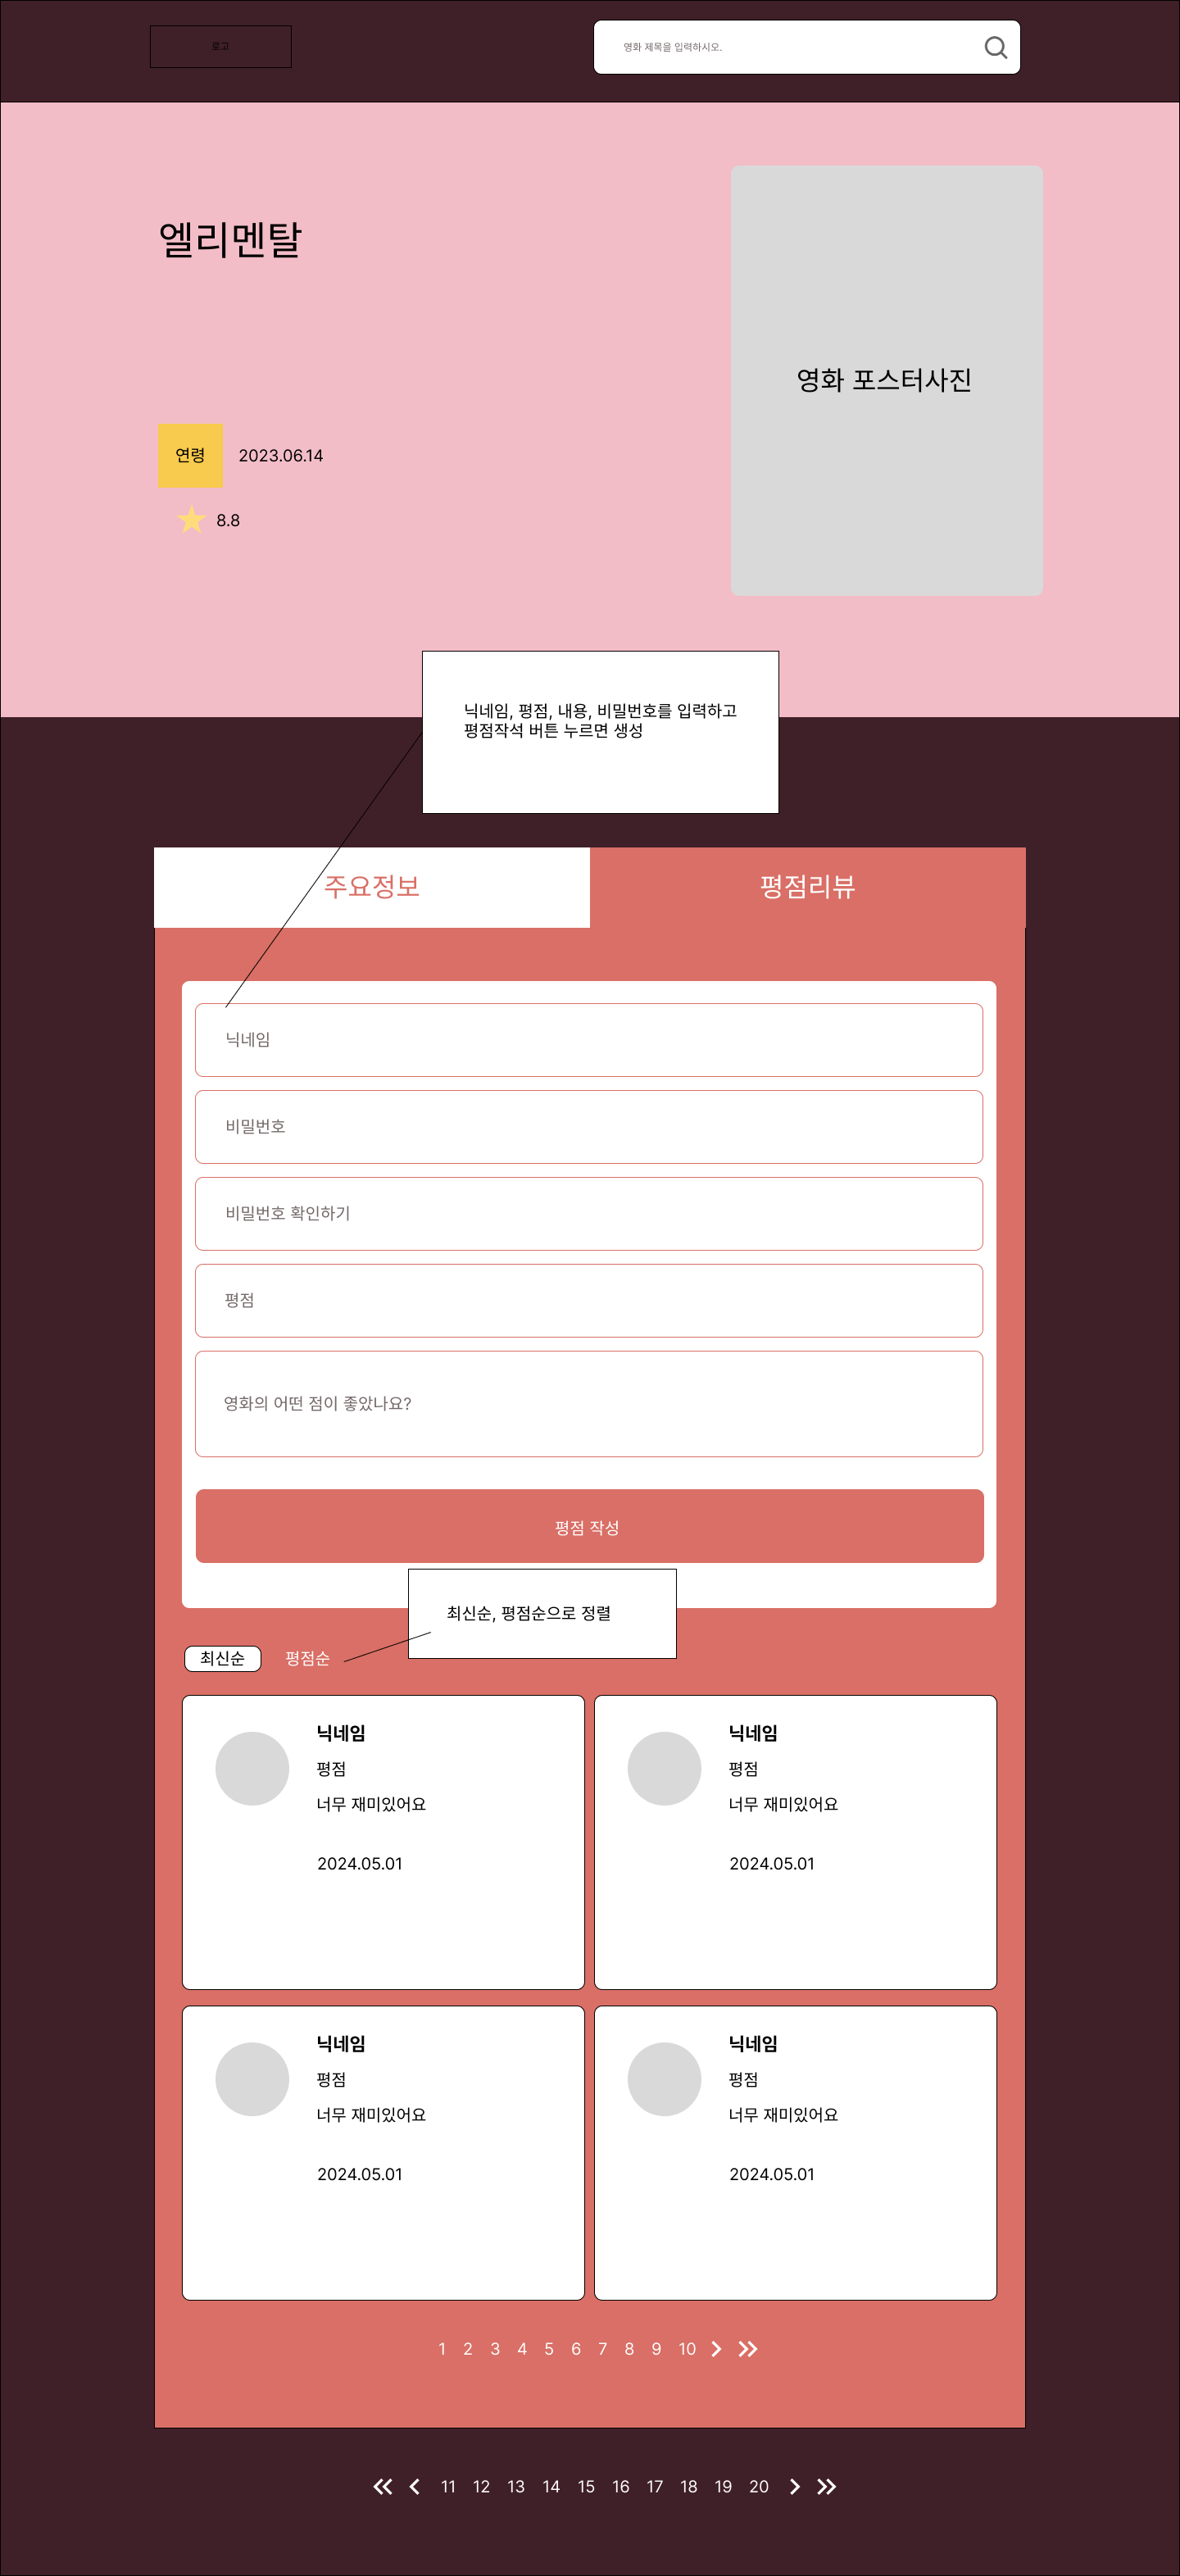 로고
영화 제목을 입력하시오.
엘리멘탈
영화 포스터사진
연령
2023.06.14
8.8
닉네임, 평점, 내용, 비밀번호를 입력하고
평점작석 버튼 누르면 생성
주요정보
평점리뷰
닉네임
비밀번호
비밀번호 확인하기
평점
영화의 어떤 점이 좋았나요?
평점 작성
최신순, 평점순으로 정렬
최신순
평점순
닉네임
평점
너무 재미있어요
2024.05.01
닉네임
평점
너무 재미있어요
2024.05.01
닉네임
평점
너무 재미있어요
2024.05.01
닉네임
평점
너무 재미있어요
2024.05.01
1 2 3 4 5 6 7 8 9 10
11 12 13 14 15 16 17 18 19 20